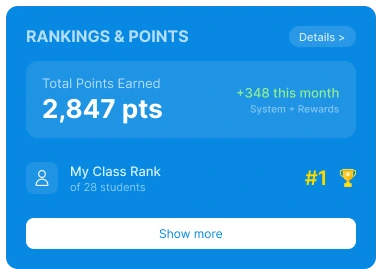 RANKINGS & POINTS
Details >
Total Points Earned
2,847 pts
+348 this month
System + Rewards
My Class Rank
of 28 students
#1
Show more